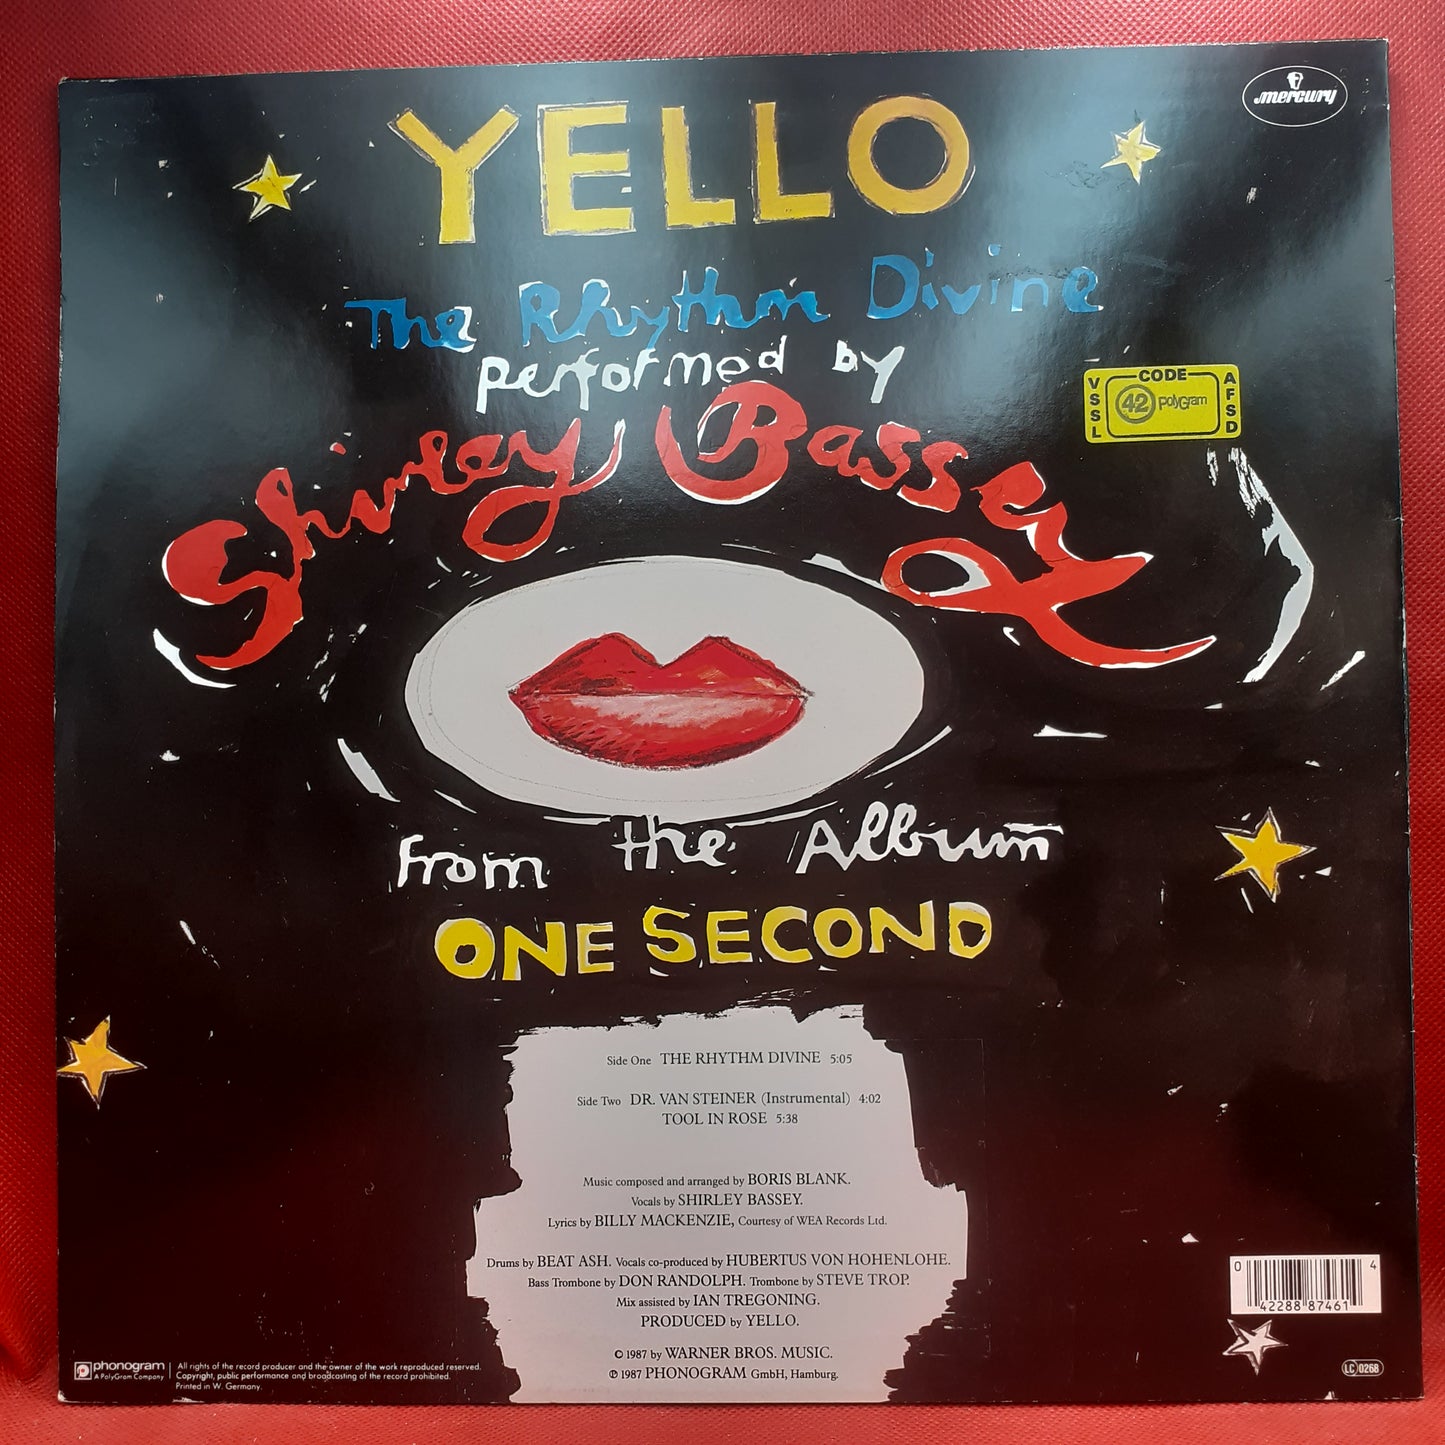 mercury
YELLO
The Rhythm Divine
performed by
Shirley Bassey
CODE
VSSL
42 PolyGram
AFSD
from the Album
ONE SECOND
Side One THE RHYTHM DIVINE 5:05
Side Two DR. VAN STEINER (Instrumental) 4:02
TOOL IN ROSE 5:38
Music composed and arranged by BORIS BLANK.
Vocals by SHIRLEY BASSEY.
Lyrics by BILLY MACKENZIE, Courtesy of WEA Records Ltd.
Drums by BEAT ASH. Vocals co-produced by HUBERTUS VON HOHENLOHE.
Bass Trombone by DON RANDOLPH. Trombone by STEVE TROP.
Mix assisted by IAN TREGONING.
PRODUCED by YELLO.
© 1987 by WARNER BROS. MUSIC.
℗ 1987 PHONOGRAM GmbH, Hamburg.
0 42288 87461 4
phonogram
A PolyGram Company
All rights of the record producer and the owner of the work reproduced reserved.
Copyright, public performance and broadcasting of the record prohibited.
Printed in W. Germany.
LC 0268